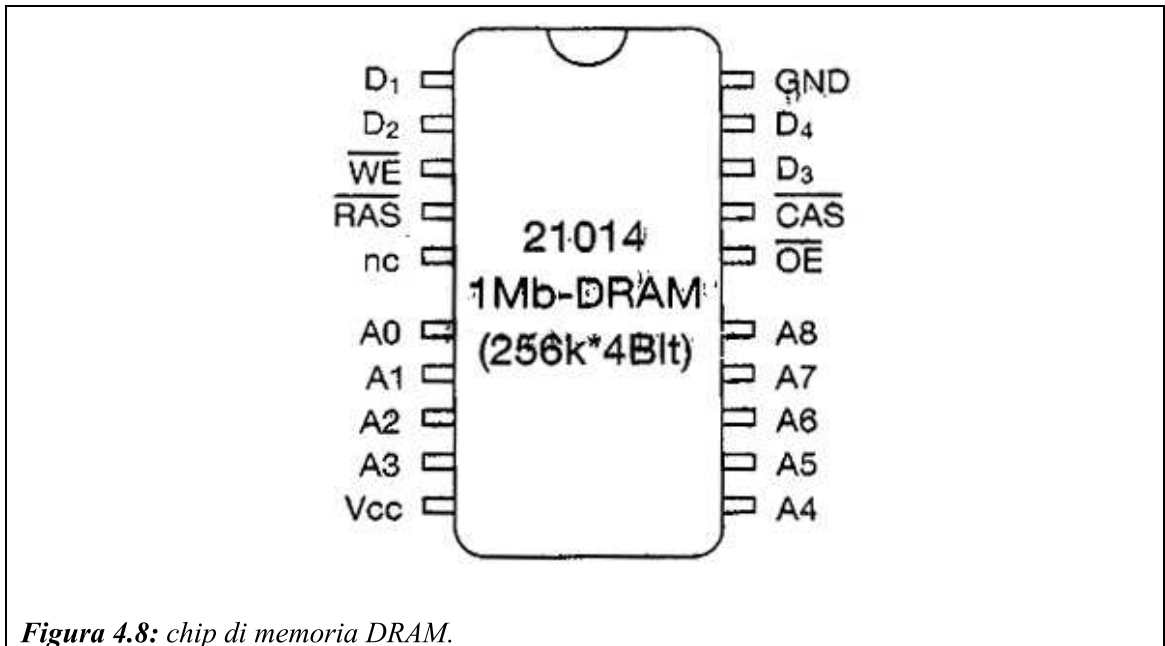 D1 GND
D2 D4
WE D3
RAS CAS
nc OE
21014
1Mb-DRAM
(256k*4Bit)
A0 A8
A1 A7
A2 A6
A3 A5
Vcc A4
Figura 4.8: chip di memoria DRAM.